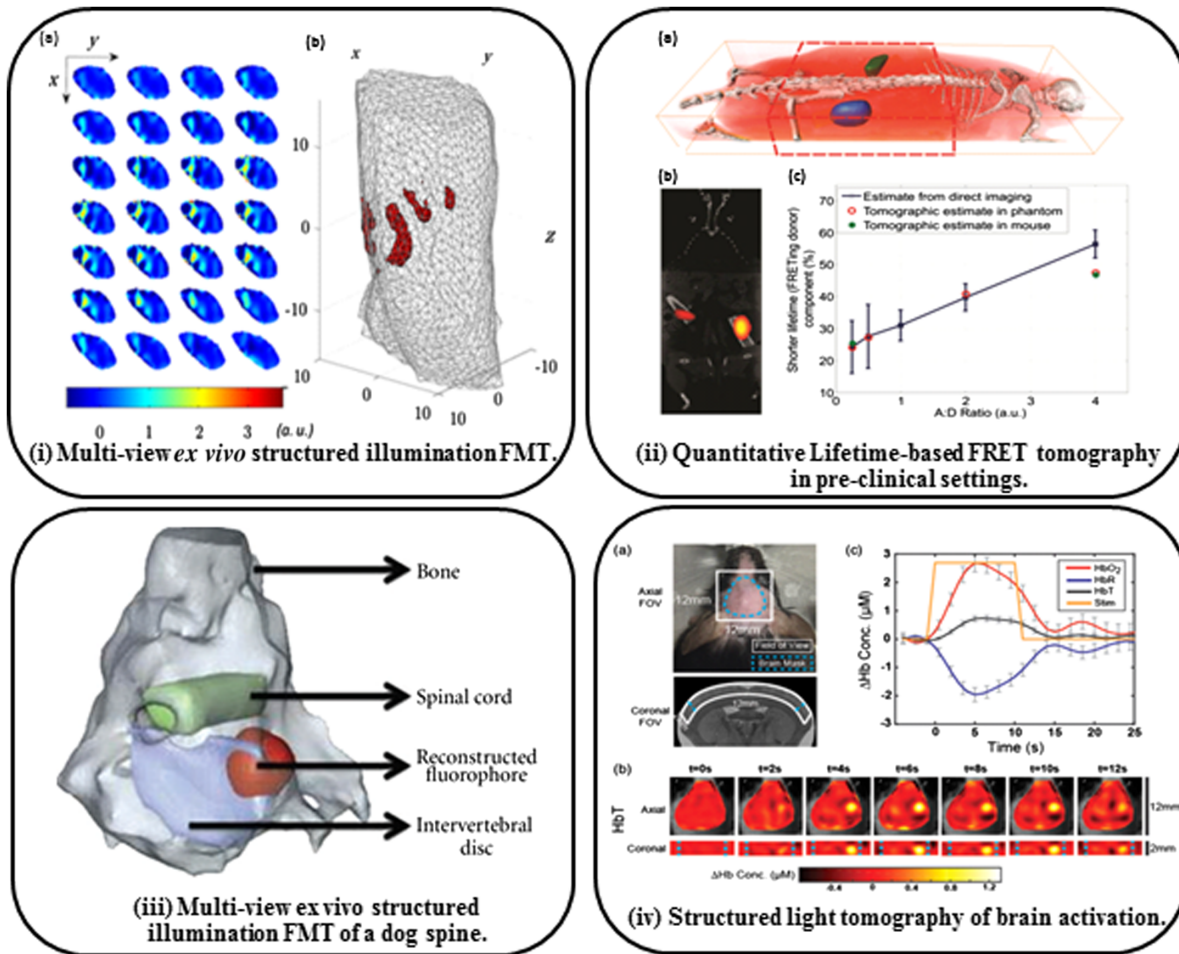 (a)
y
x
0 1 2 3 (a. u.)
(b)
x
y
10
0
-10
z
10
0
10
10
0
-10
(i) Multi-view ex vivo structured illumination FMT.
(a)
(b)
(c)
Estimate from direct imaging
Tomographic estimate in phantom
Tomographic estimate in mouse
Shorter lifetime (FRETing donor)
component (%)
70
60
50
40
30
20
10
1 2 3 4
A:D Ratio (a.u.)
(ii) Quantitative Lifetime-based FRET tomography
in pre-clinical settings.
Bone
Spinal cord
Reconstructed
fluorophore
Intervertebral
disc
(iii) Multi-view ex vivo structured
illumination FMT of a dog spine.
(a)
Axial
FOV
12mm
12mm
Field of View
Brain Mask
Coronal
FOV
12mm
(c)
HbO2
HbR
HbT
Stim
ΔHb Conc. (μM)
3
2
1
0
-1
-2
-3
0 5 10 15 20 25
Time (s)
(b)
t=0s t=2s t=4s t=6s t=8s t=10s t=12s
HbT
Axial
12mm
Coronal
2mm
ΔHb Conc. (μM)
-0.4 0 0.4 0.8 1.2
(iv) Structured light tomography of brain activation.